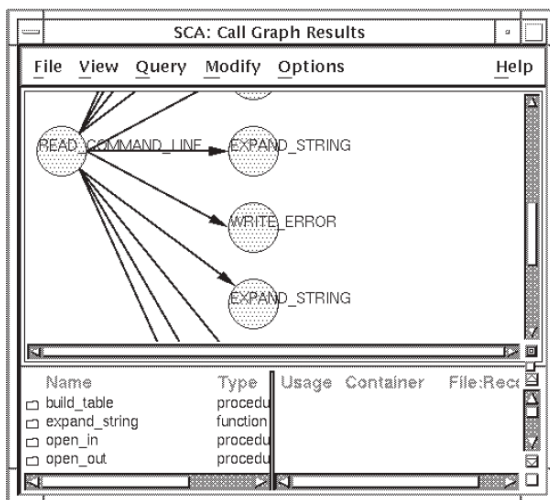 SCA: Call Graph Results
File View Query Modify Options Help
READ_COMMAND_LINE
EXPAND_STRING
WRITE_ERROR
EXPAND_STRING
Name Type Usage Container File:Rec
build_table procedu
expand_string function
open_in procedu
open_out procedu